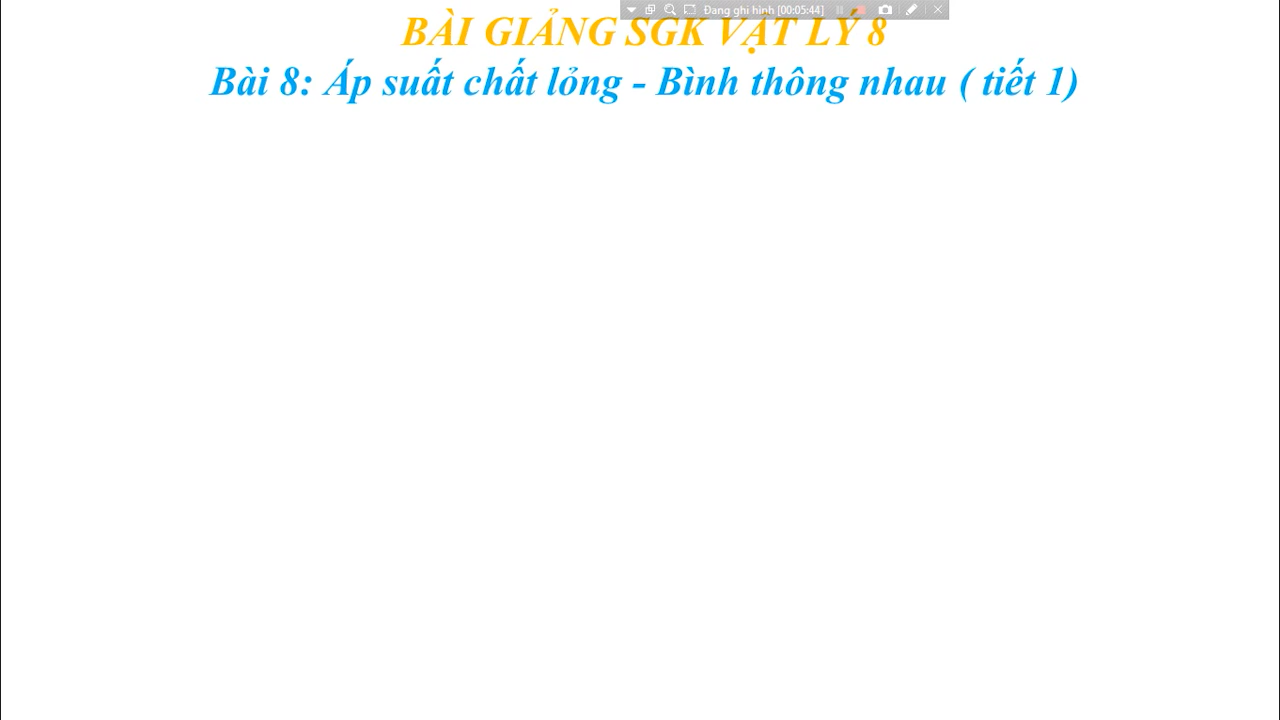 Đang ghi hình [00:05:44]
BÀI GIẢNG SGK VẬT LÝ 8
Bài 8: Áp suất chất lỏng - Bình thông nhau ( tiết 1)